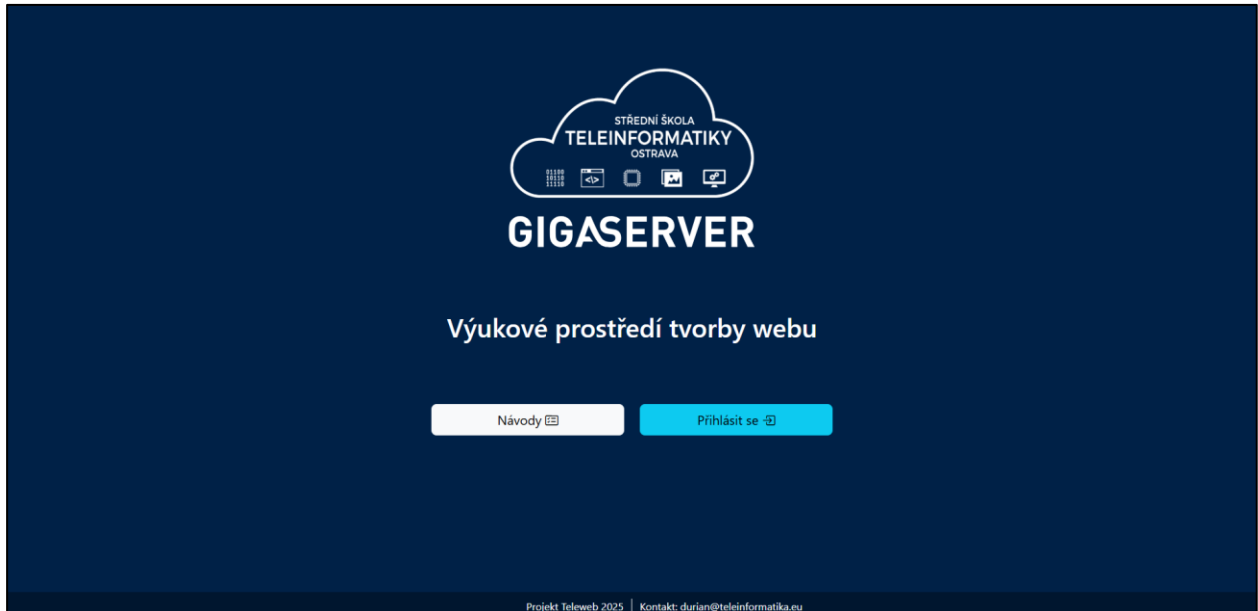 STŘEDNÍ ŠKOLA
TELEINFORMATIKY
OSTRAVA
01100
10110
11110
GIGASERVER
Výukové prostředí tvorby webu
Návody
Přihlásit se
Projekt Teleweb 2025 | Kontakt: durian@teleinformatika.eu